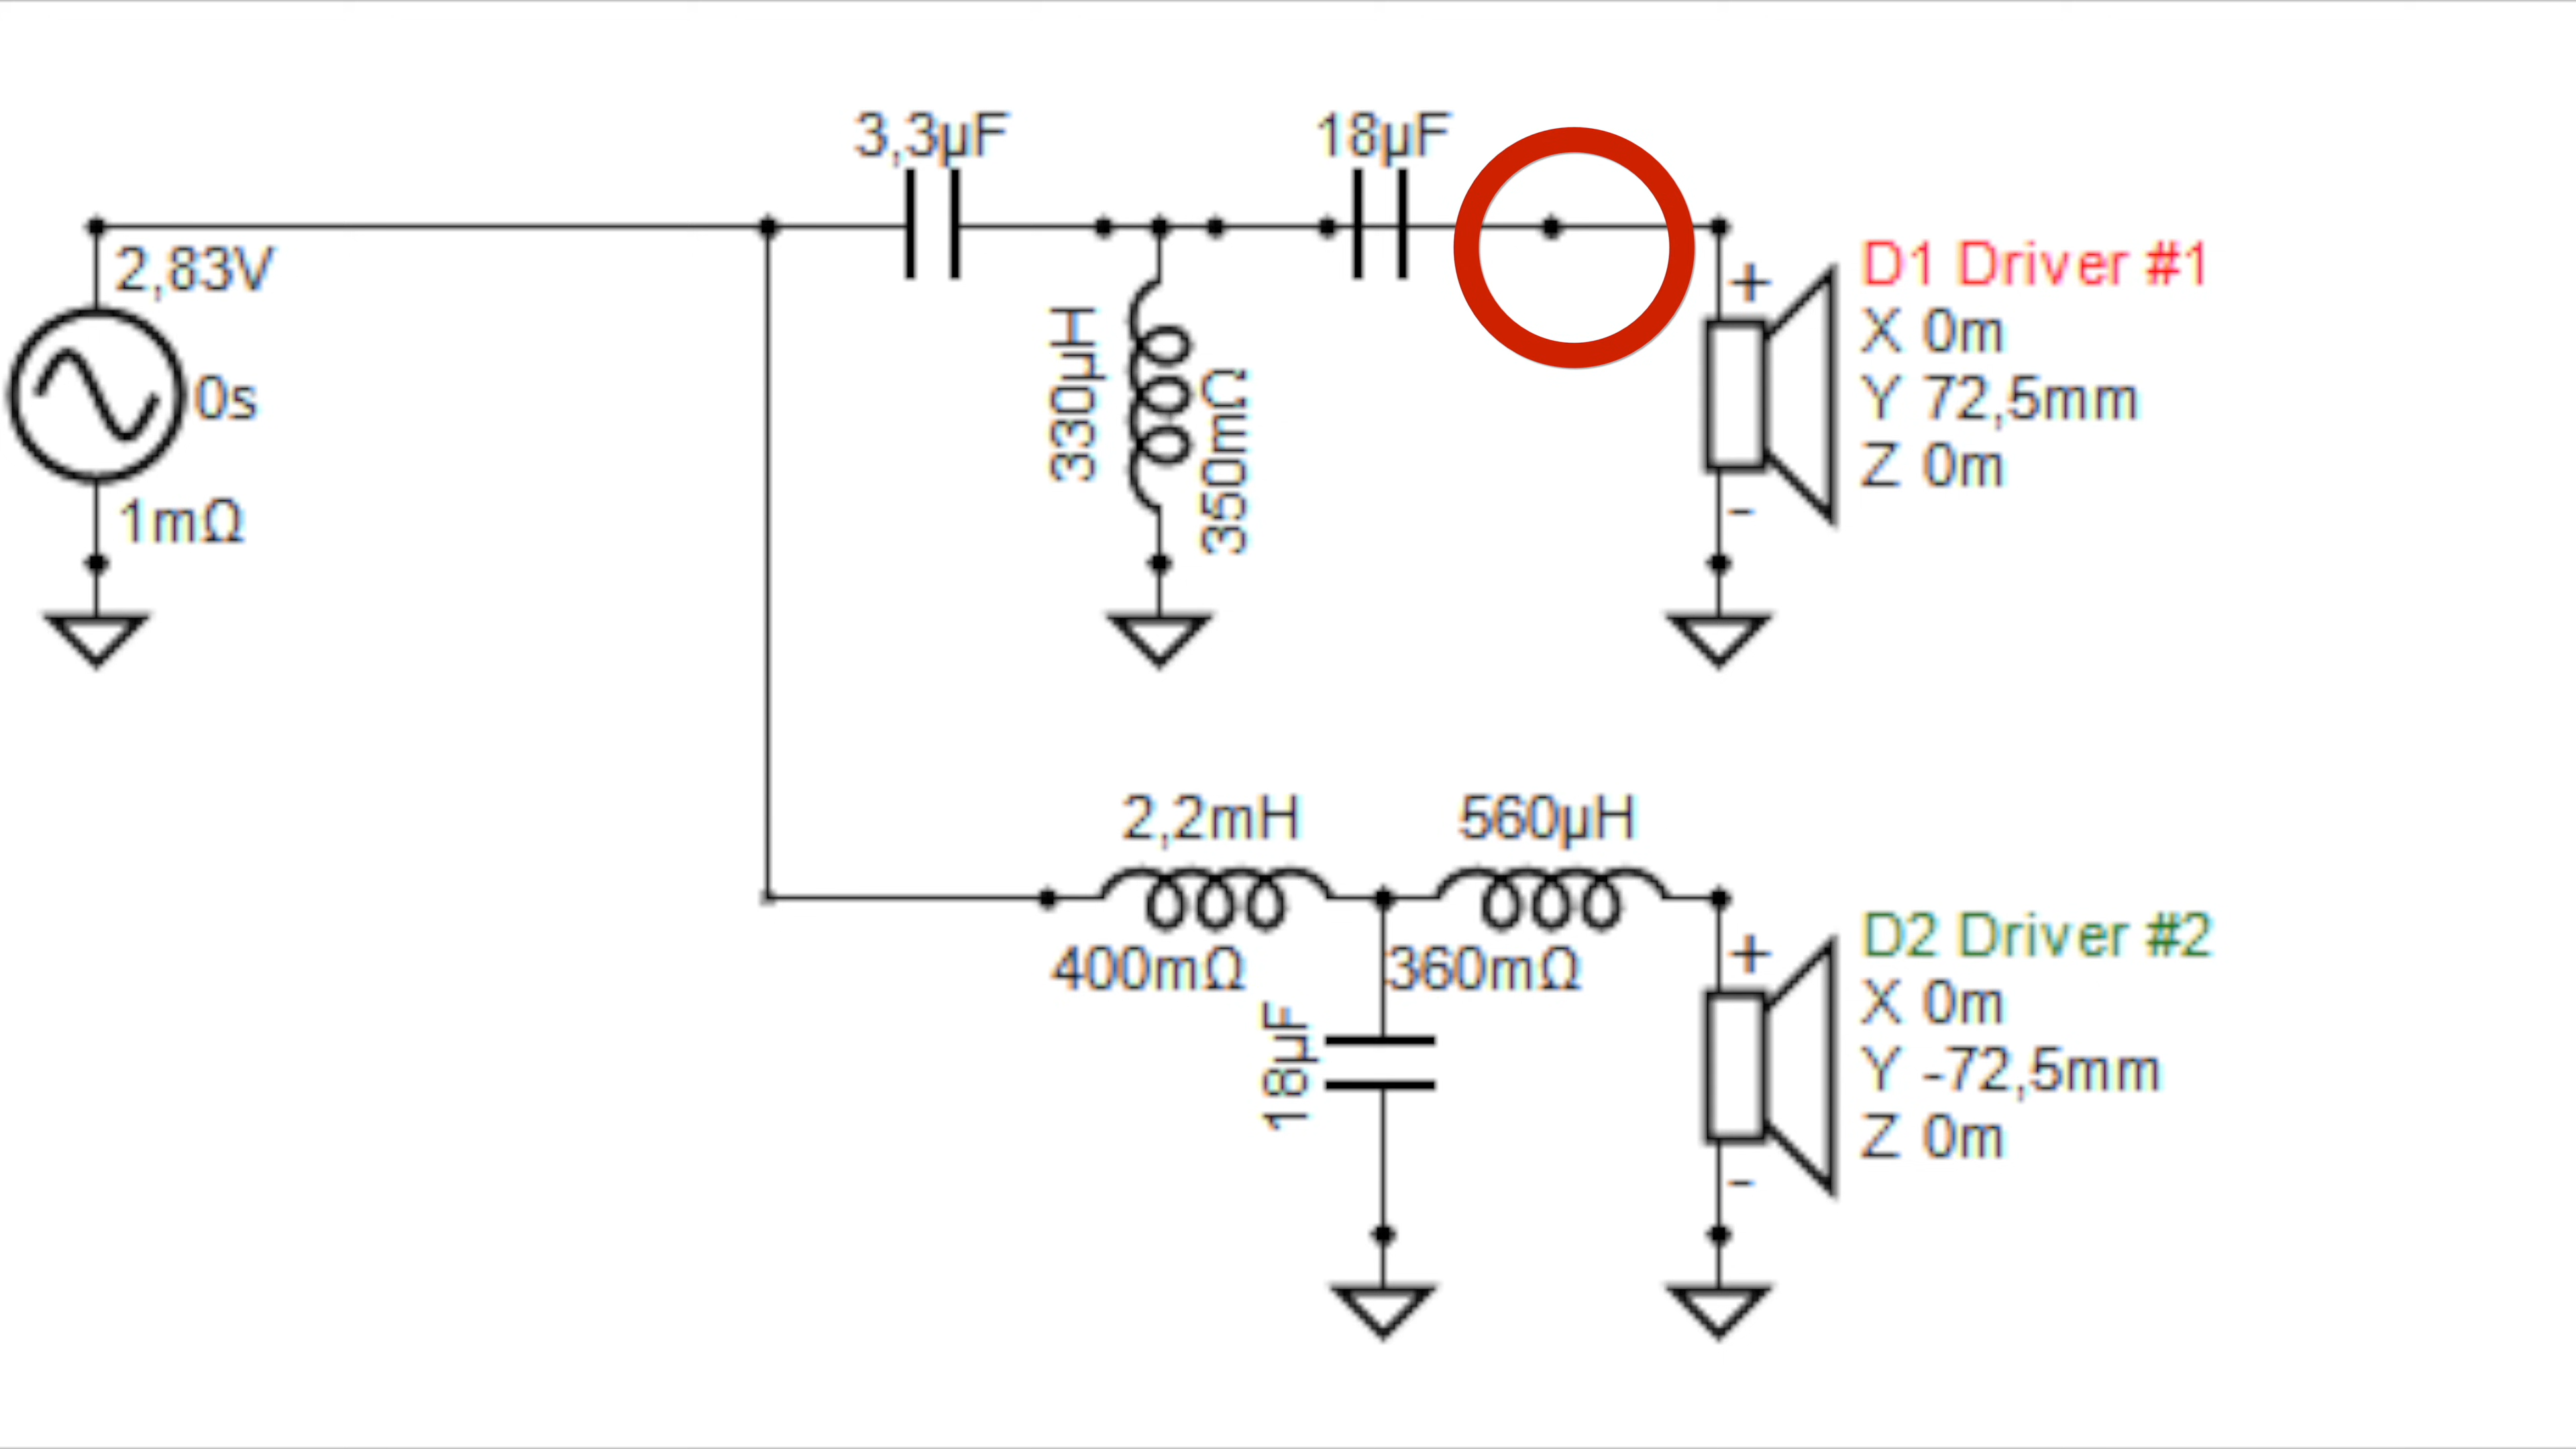 3,3µF
18µF
2,83V
0s
1mΩ
330µH
350mΩ
+
-
D1 Driver #1
X 0m
Y 72,5mm
Z 0m
2,2mH
560µH
400mΩ
360mΩ
18µF
+
-
D2 Driver #2
X 0m
Y -72,5mm
Z 0m